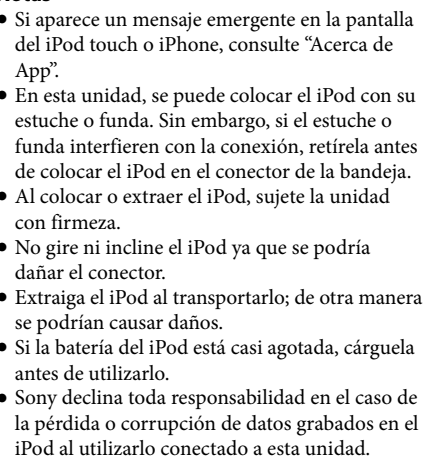 • Si aparece un mensaje emergente en la pantalla
del iPod touch o iPhone, consulte “Acerca de
App”.
• En esta unidad, se puede colocar el iPod con su
estuche o funda. Sin embargo, si el estuche o
funda interfieren con la conexión, retírela antes
de colocar el iPod en el conector de la bandeja.
• Al colocar o extraer el iPod, sujete la unidad
con firmeza.
• No gire ni incline el iPod ya que se podría
dañar el conector.
• Extraiga el iPod al transportarlo; de otra manera
se podrían causar daños.
• Si la batería del iPod está casi agotada, cárguela
antes de utilizarlo.
• Sony declina toda responsabilidad en el caso de
la pérdida o corrupción de datos grabados en el
iPod al utilizarlo conectado a esta unidad.